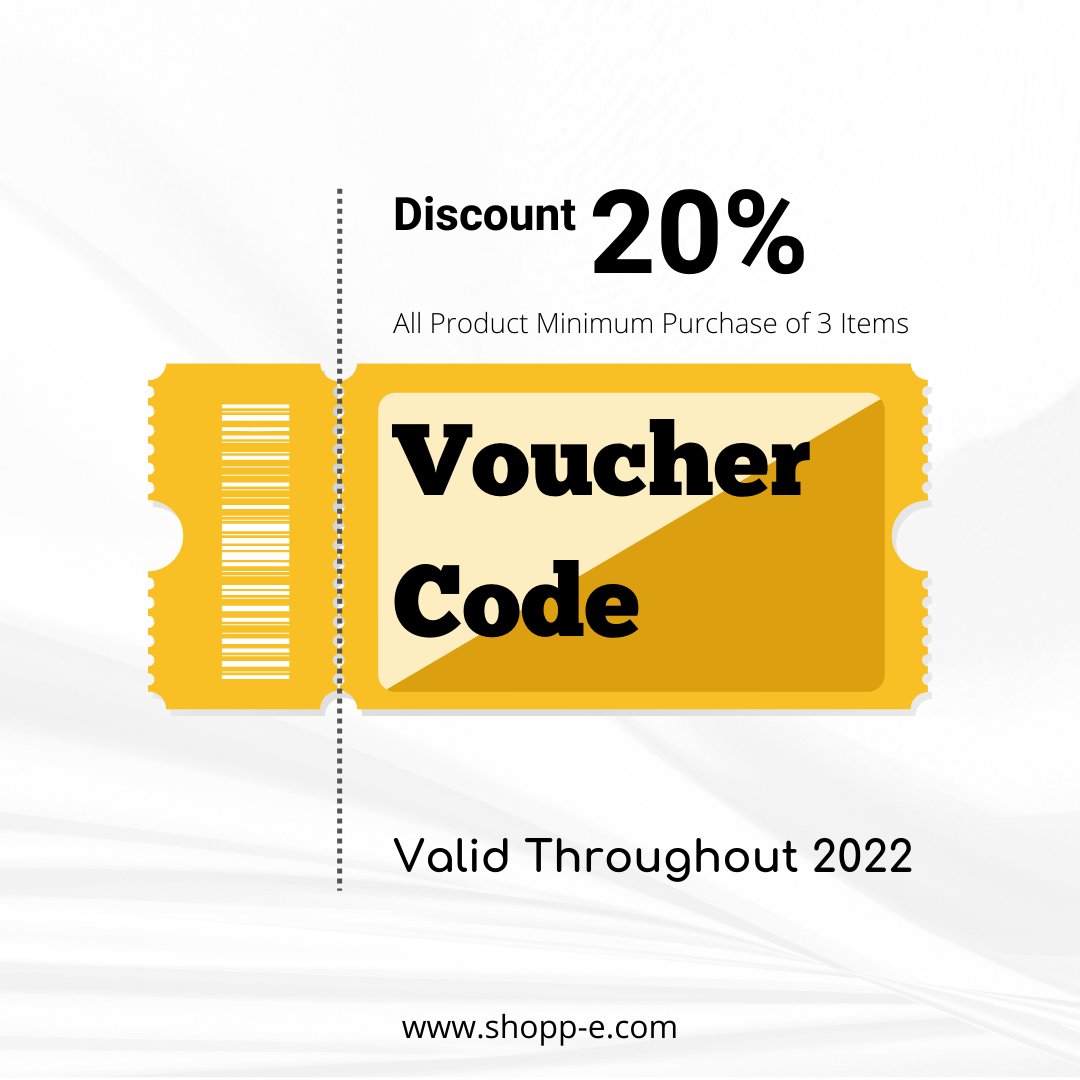 Discount 20%
All Product Minimum Purchase of 3 Items
Voucher
Code
Valid Throughout 2022
www.shopp-e.com